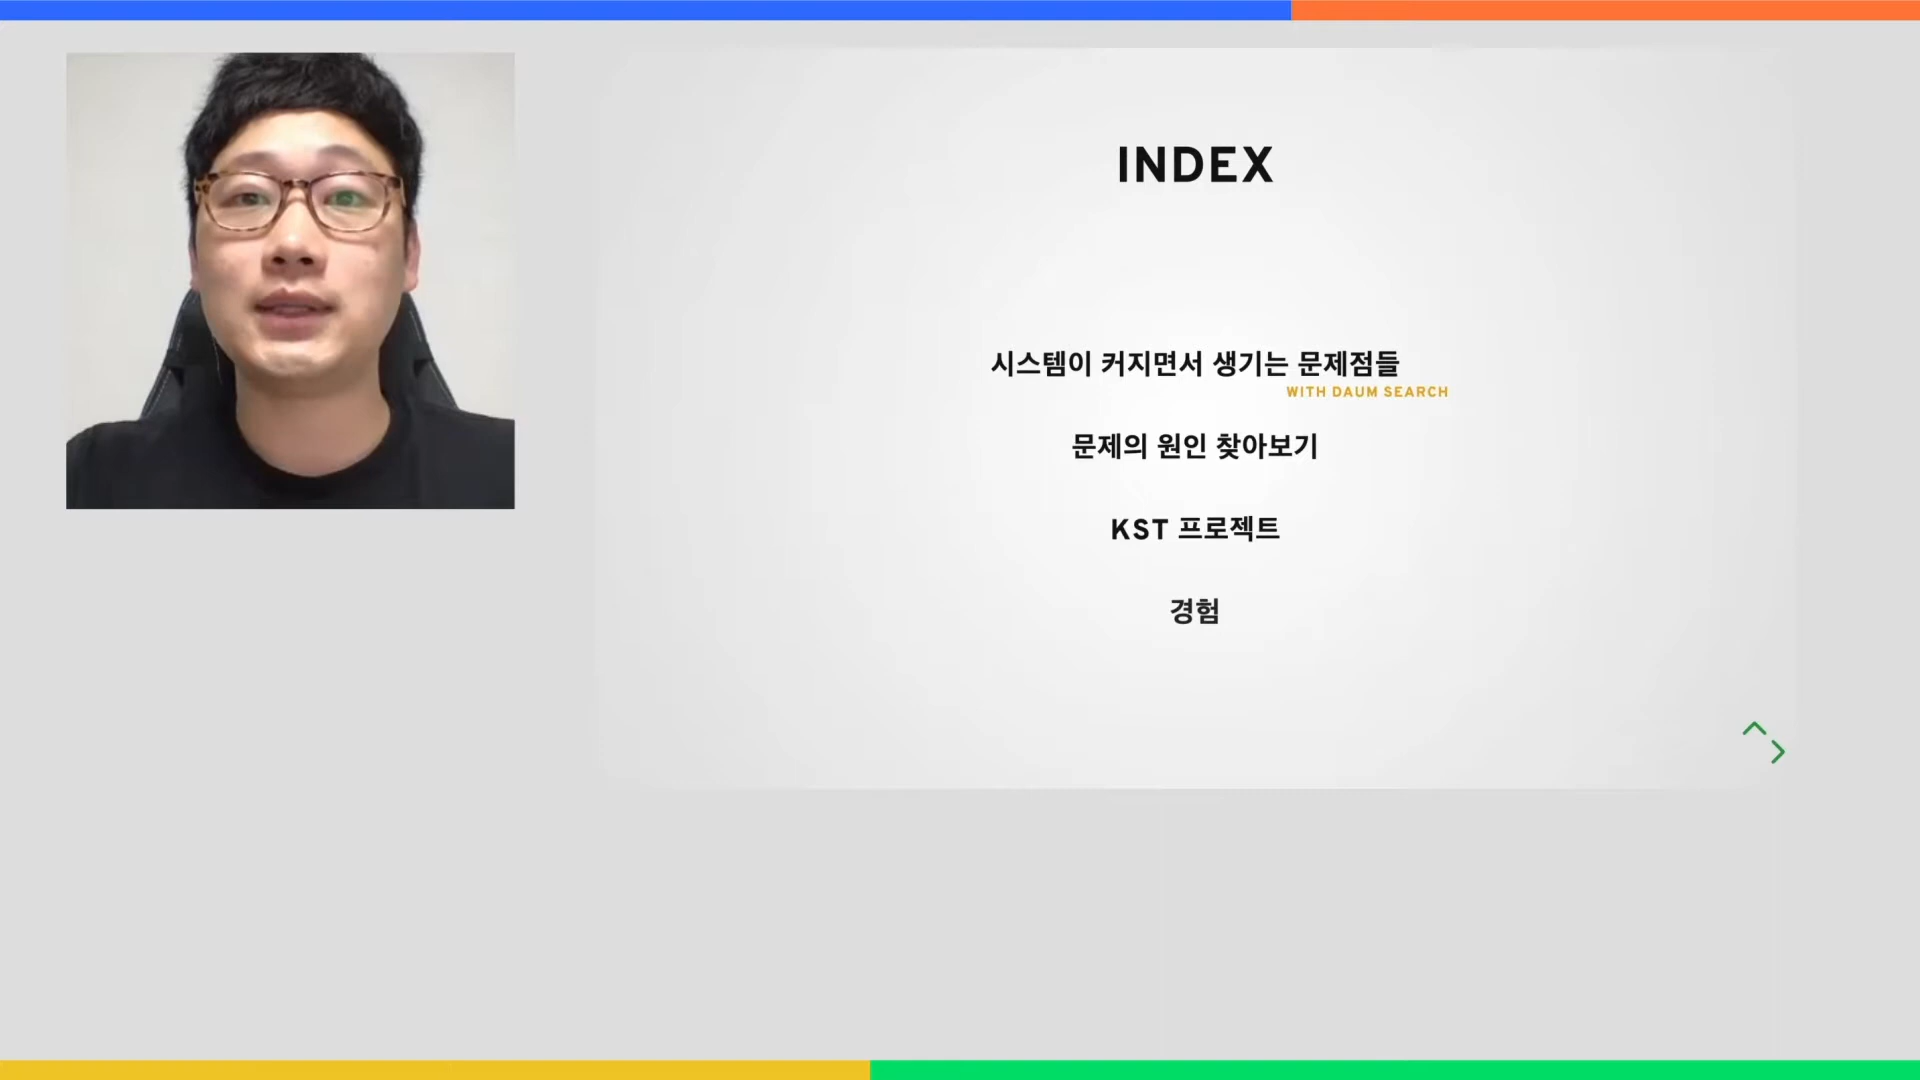 INDEX
시스템이 커지면서 생기는 문제점들
WITH DAUM SEARCH
문제의 원인 찾아보기
KST 프로젝트
경험